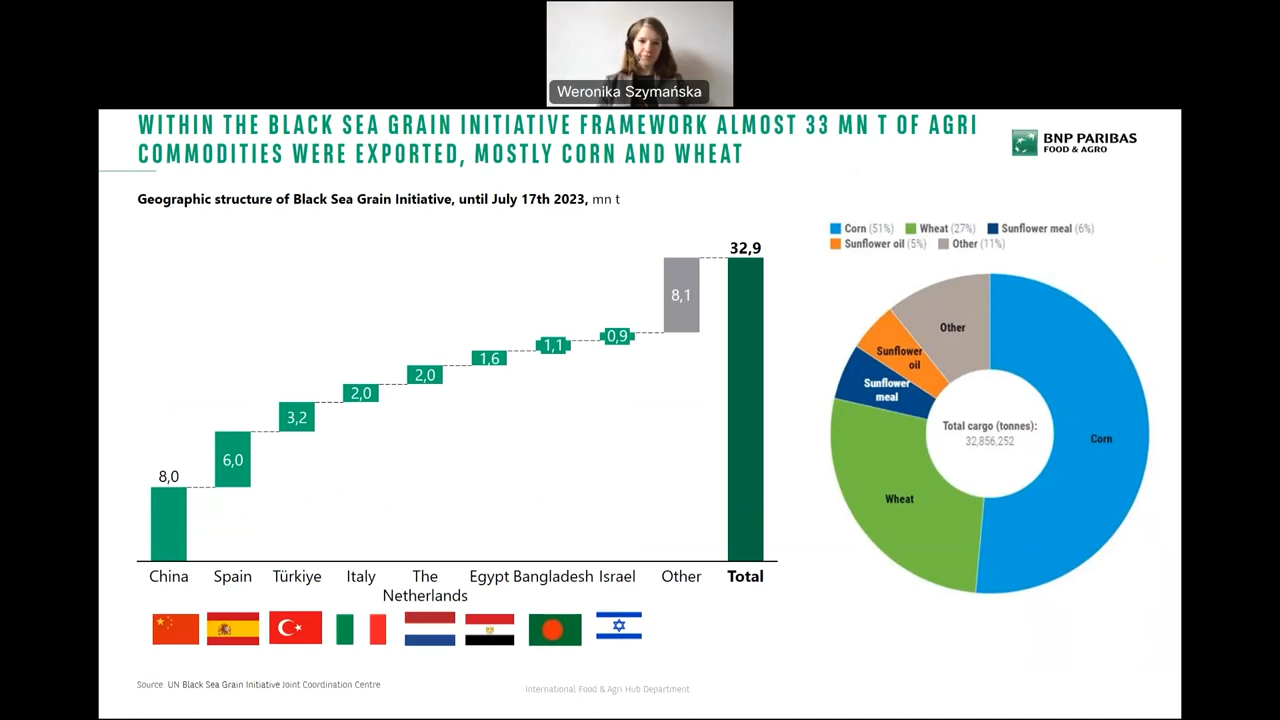 Weronika Szymańska
WITHIN THE BLACK SEA GRAIN INITIATIVE FRAMEWORK ALMOST 33 MN T OF AGRI
COMMODITIES WERE EXPORTED, MOSTLY CORN AND WHEAT
BNP PARIBAS
FOOD & AGRO
Geographic structure of Black Sea Grain Initiative, until July 17th 2023, mn t
8,0
6,0
3,2
2,0
2,0
1,6
1,1
0,9
8,1
32,9
China
Spain
Türkiye
Italy
The
Netherlands
Egypt
Bangladesh
Israel
Other
Total
Corn (51%) Wheat (27%) Sunflower meal (6%)
Sunflower oil (5%) Other (11%)
Other
Sunflower
oil
Sunflower
meal
Total cargo (tonnes):
32,856,252
Corn
Wheat
Source: UN Black Sea Grain Initiative Joint Coordination Centre
International Food & Agri Hub Department